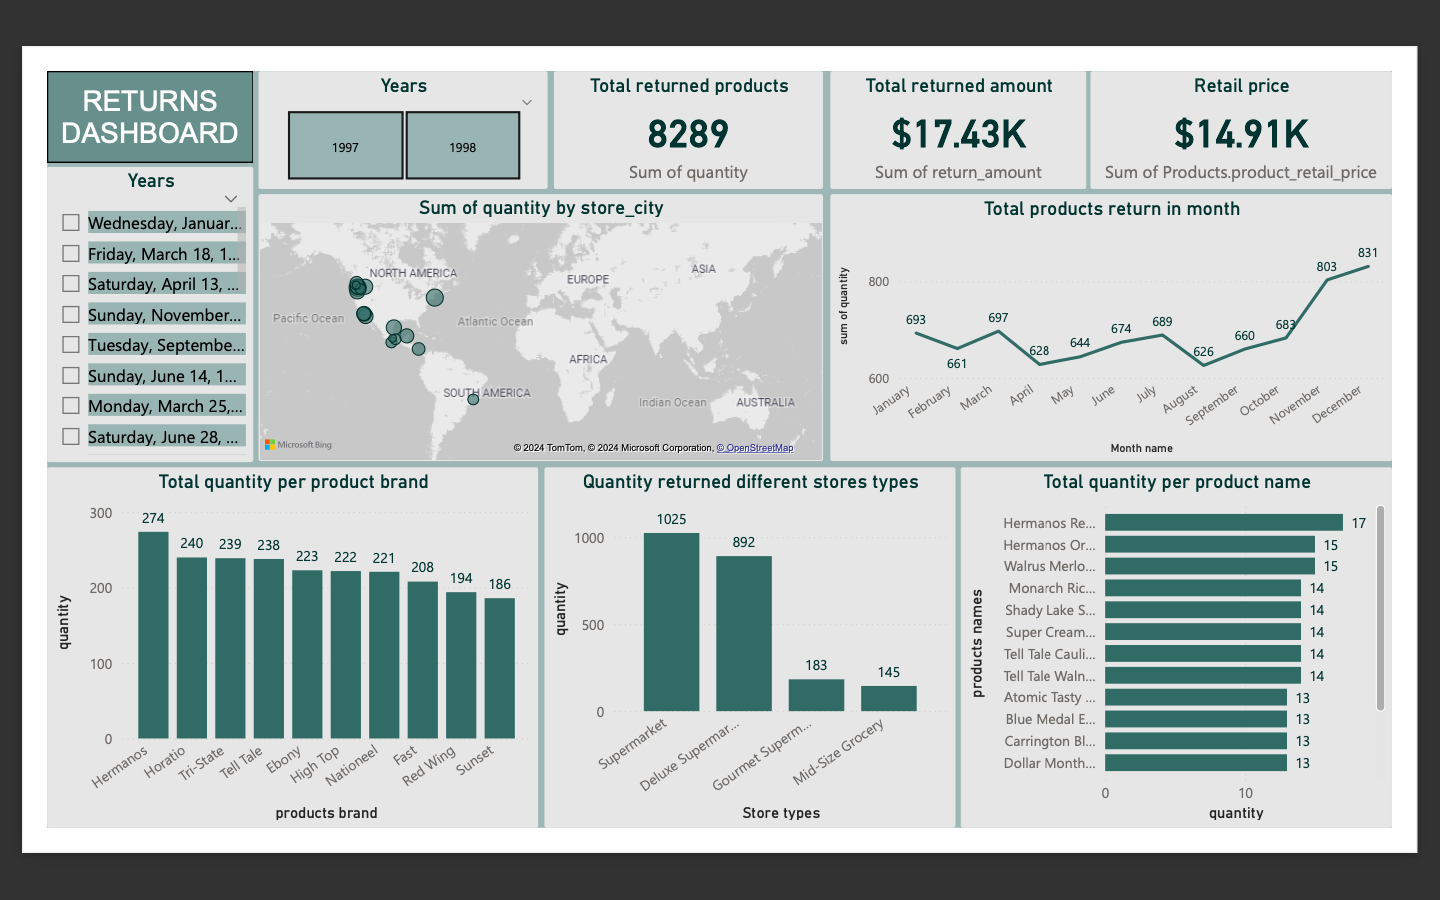 RETURNS
DASHBOARD
Years
Wednesday, Januar...
Friday, March 18, 1...
Saturday, April 13, ...
Sunday, November...
Tuesday, Septembe...
Sunday, June 14, 1...
Monday, March 25,...
Saturday, June 28, ...
Years
1997
1998
Total returned products
8289
Sum of quantity
Total returned amount
$17.43K
Sum of return_amount
Retail price
$14.91K
Sum of Products.product_retail_price
Sum of quantity by store_city
NORTH AMERICA
EUROPE
ASIA
Pacific Ocean
Atlantic Ocean
AFRICA
SOUTH AMERICA
Indian Ocean
AUSTRALIA
Microsoft Bing
© 2024 TomTom, © 2024 Microsoft Corporation, © OpenStreetMap
Total products return in month
sum of quantity
800
600
693
661
697
628
644
674
689
626
660
683
803
831
January
February
March
April
May
June
July
August
September
October
November
December
Month name
Total quantity per product brand
quantity
300
200
100
0
274
240
239
238
223
222
221
208
194
186
Hermanos
Horatio
Tri-State
Tell Tale
Ebony
High Top
Nationeel
Fast
Red Wing
Sunset
products brand
Quantity returned different stores types
quantity
1000
500
0
1025
892
183
145
Supermarket
Deluxe Supermar...
Gourmet Superm...
Mid-Size Grocery
Store types
Total quantity per product name
products names
Hermanos Re... 17
Hermanos Or... 15
Walrus Merlo... 15
Monarch Ric... 14
Shady Lake S... 14
Super Cream... 14
Tell Tale Cauli... 14
Tell Tale Waln... 14
Atomic Tasty ... 13
Blue Medal E... 13
Carrington Bl... 13
Dollar Month... 13
0
10
quantity